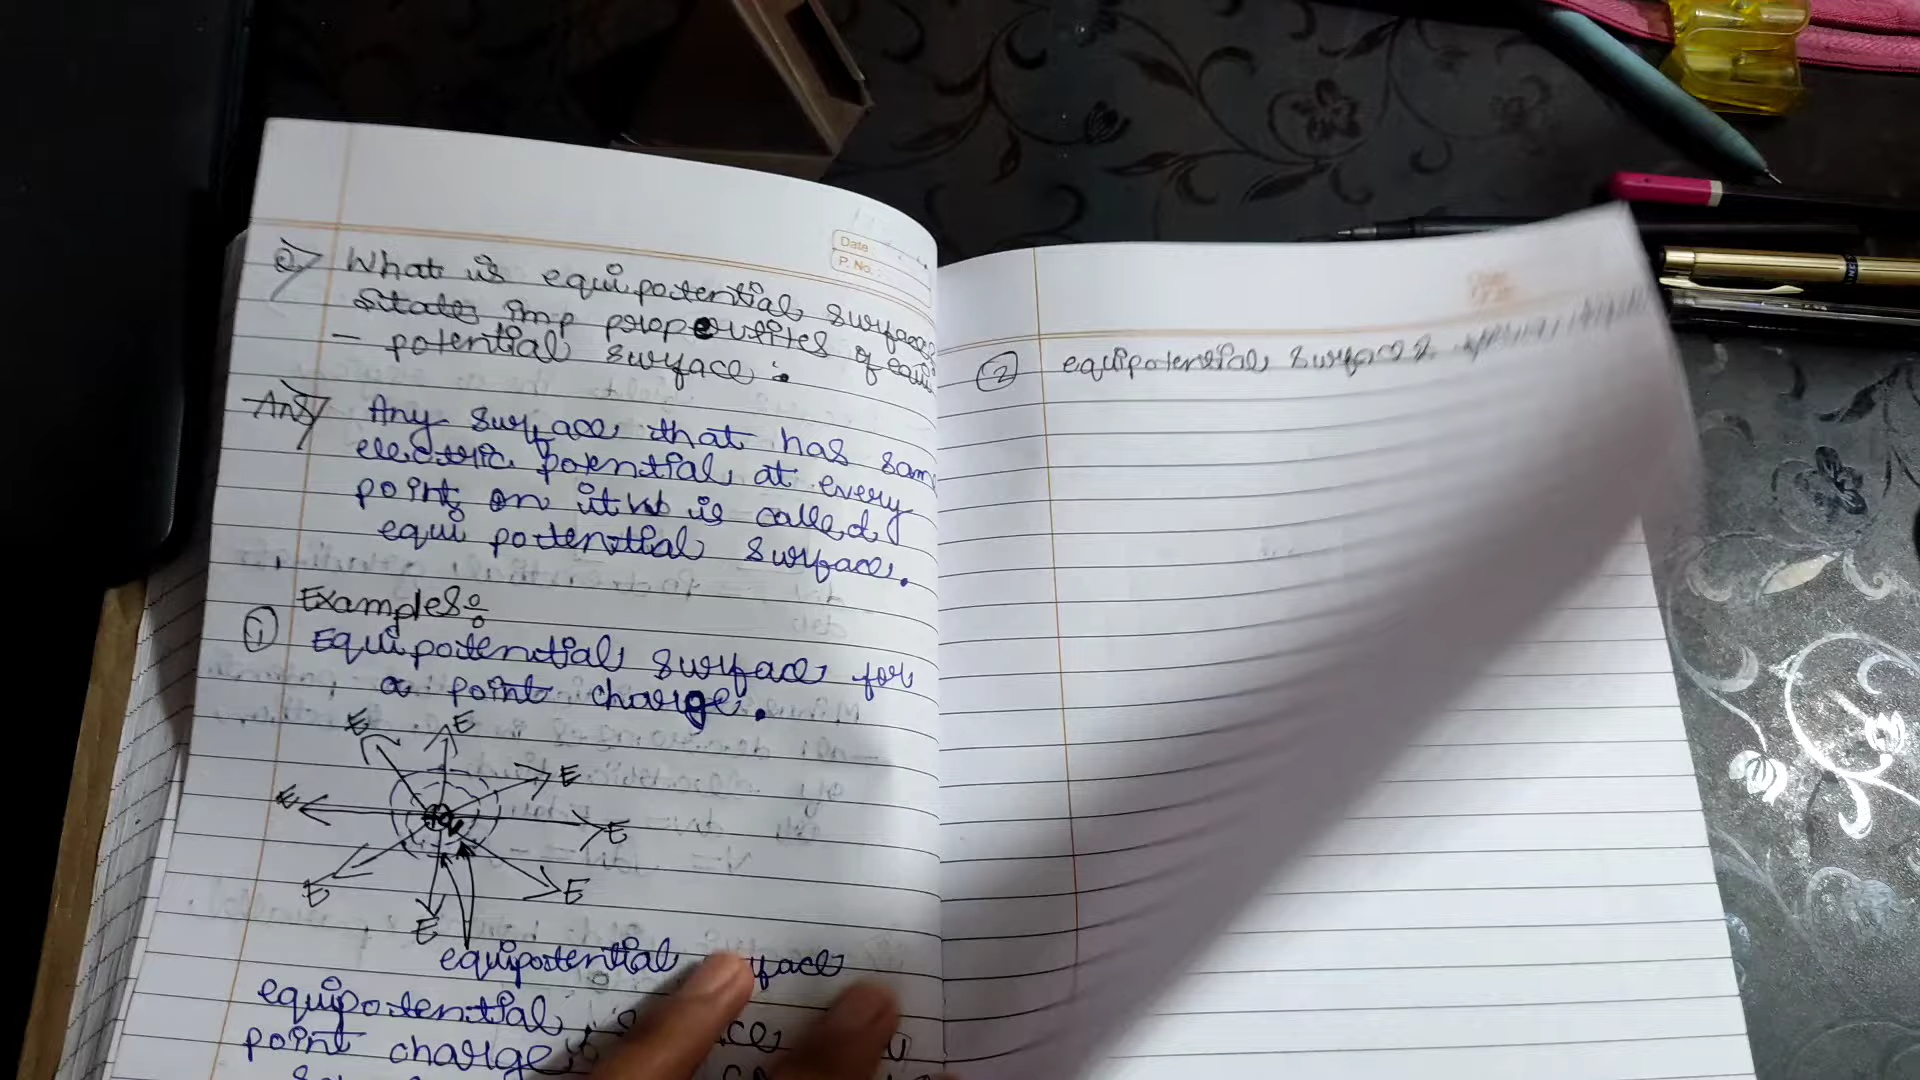 Date
P. No.
Q> What is equipotential surface?
State imp properties of equi
- potential surface :
Ans> Any surface that has same
electric potential at every
point on it is called
equi potential surface.
Examples :
① Equipotential surface for
a point charge.
E E
E
E
E
E
E
E
+q
equipotential
equipotential
point charge
② equipotential surface